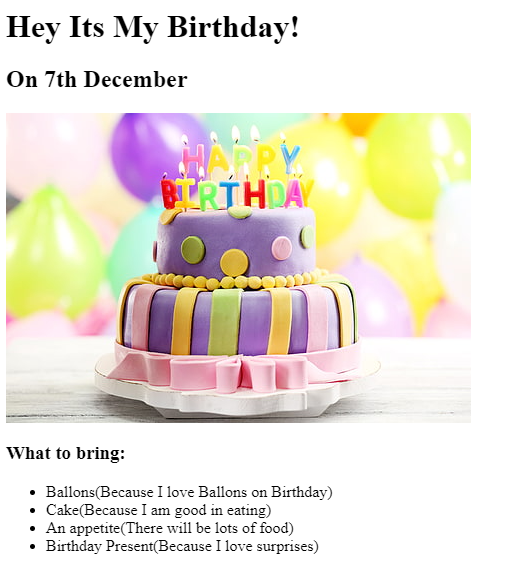 Hey Its My Birthday!
On 7th December
HAPPY
BIRTHDAY
What to bring:
Ballons(Because I love Ballons on Birthday)
Cake(Because I am good in eating)
An appetite(There will be lots of food)
Birthday Present(Because I love surprises)